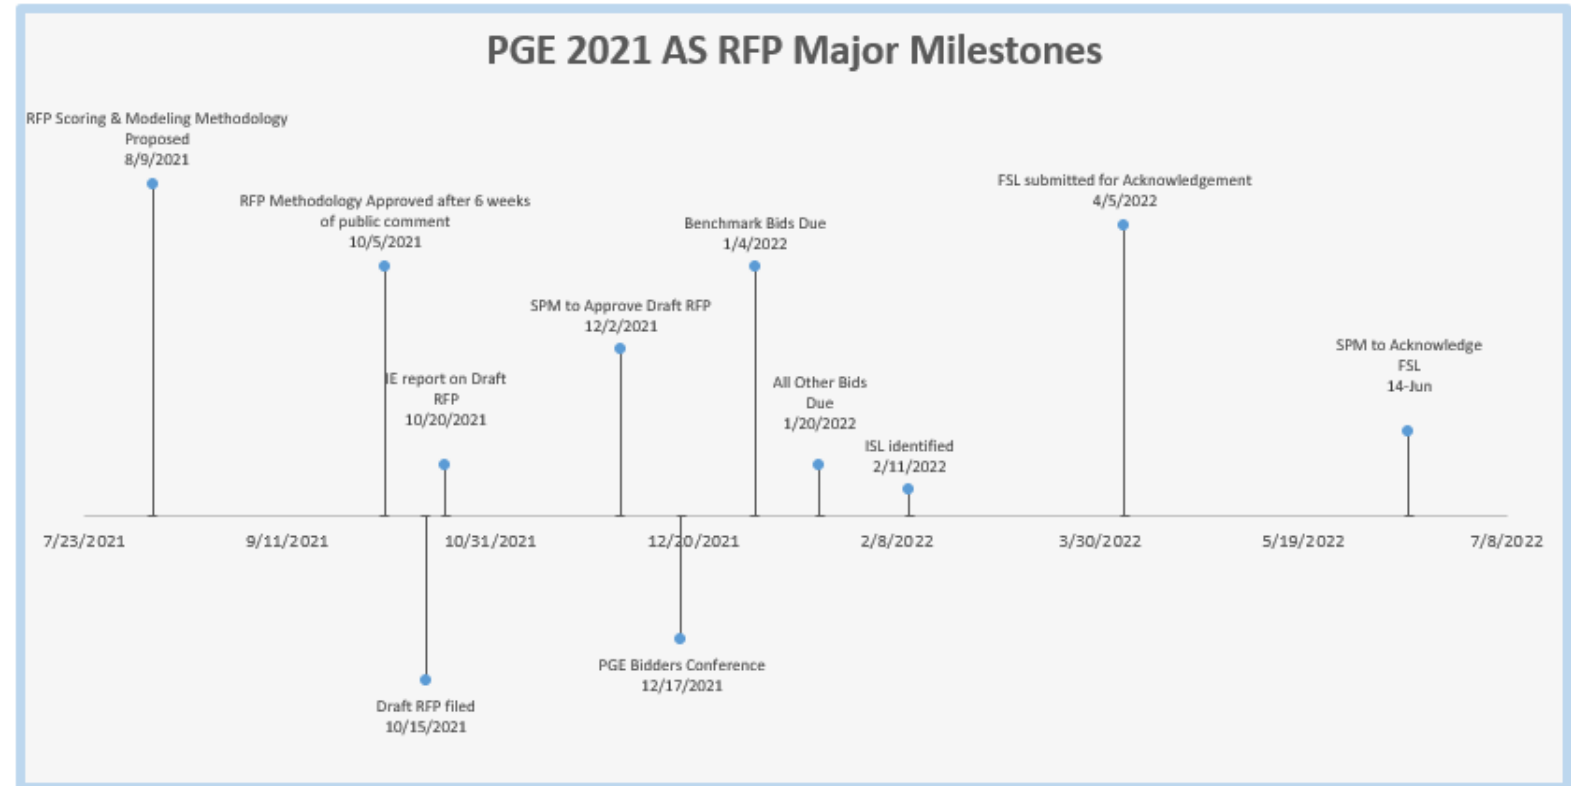 PGE 2021 AS RFP Major Milestones
RFP Scoring & Modeling Methodology
Proposed
8/9/2021
RFP Methodology Approved after 6 weeks
of public comment
10/5/2021
IE report on Draft
RFP
10/20/2021
SPM to Approve Draft RFP
12/2/2021
Benchmark Bids Due
1/4/2022
All Other Bids
Due
1/20/2022
ISL identified
2/11/2022
FSL submitted for Acknowledgement
4/5/2022
SPM to Acknowledge
FSL
14-Jun
7/23/2021
9/11/2021
10/31/2021
12/20/2021
2/8/2022
3/30/2022
5/19/2022
7/8/2022
PGE Bidders Conference
12/17/2021
Draft RFP filed
10/15/2021